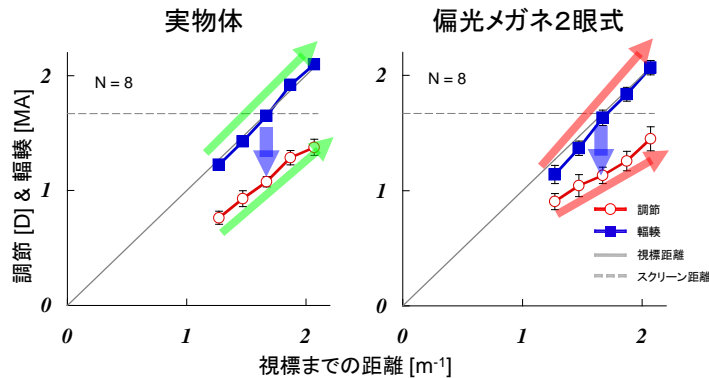 実物体
偏光メガネ2眼式
調節 [D] & 輻輳 [MA]
2
1
0
N = 8
0
1
2
2
1
0
N = 8
調節
輻輳
視標距離
スクリーン距離
0
1
2
視標までの距離 [m⁻¹]